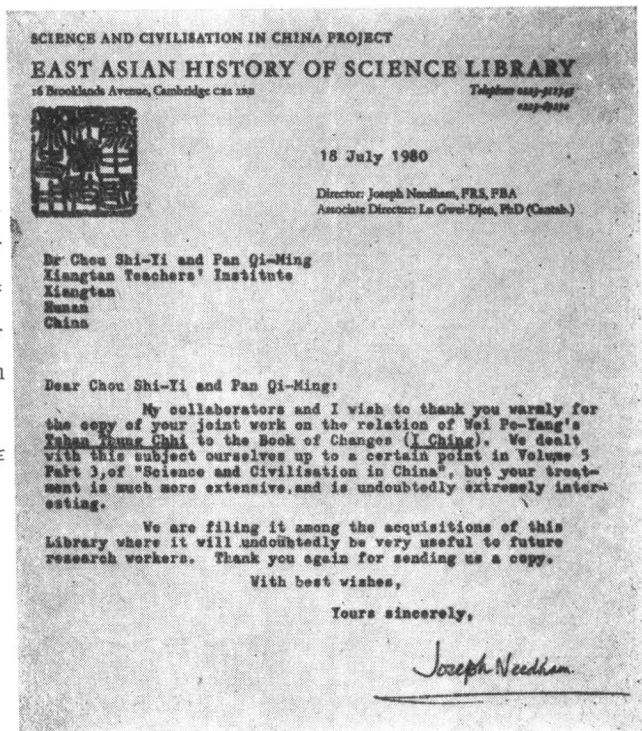 SCIENCE AND CIVILISATION IN CHINA PROJECT
EAST ASIAN HISTORY OF SCIENCE LIBRARY
16 Brooklands Avenue, Cambridge CB2 2BB
Telephone
18 July 1980
Director: Joseph Needham, FRS, FBA
Associate Director: Lu Gwei-Djen, PhD (Cantab.)
Dr Chou Shi-Yi and Pan Qi-Ming
Xiangtan Teachers' Institute
Xiangtan
Hunan
China
Dear Chou Shi-Yi and Pan Qi-Ming:
My collaborators and I wish to thank you warmly for
the copy of your joint work on the relation of Wei Po-Yang's
Tshan Thung Chhi to the Book of Changes (I Ching). We dealt
with this subject ourselves up to a certain point in Volume 5
Part 3, of "Science and Civilisation in China", but your treat-
ment is much more extensive, and is undoubtedly extremely inter-
esting.
We are filing it among the acquisitions of this
Library where it will undoubtedly be very useful to future
research workers. Thank you again for sending us a copy.
With best wishes,
Yours sincerely,
Joseph Needham.